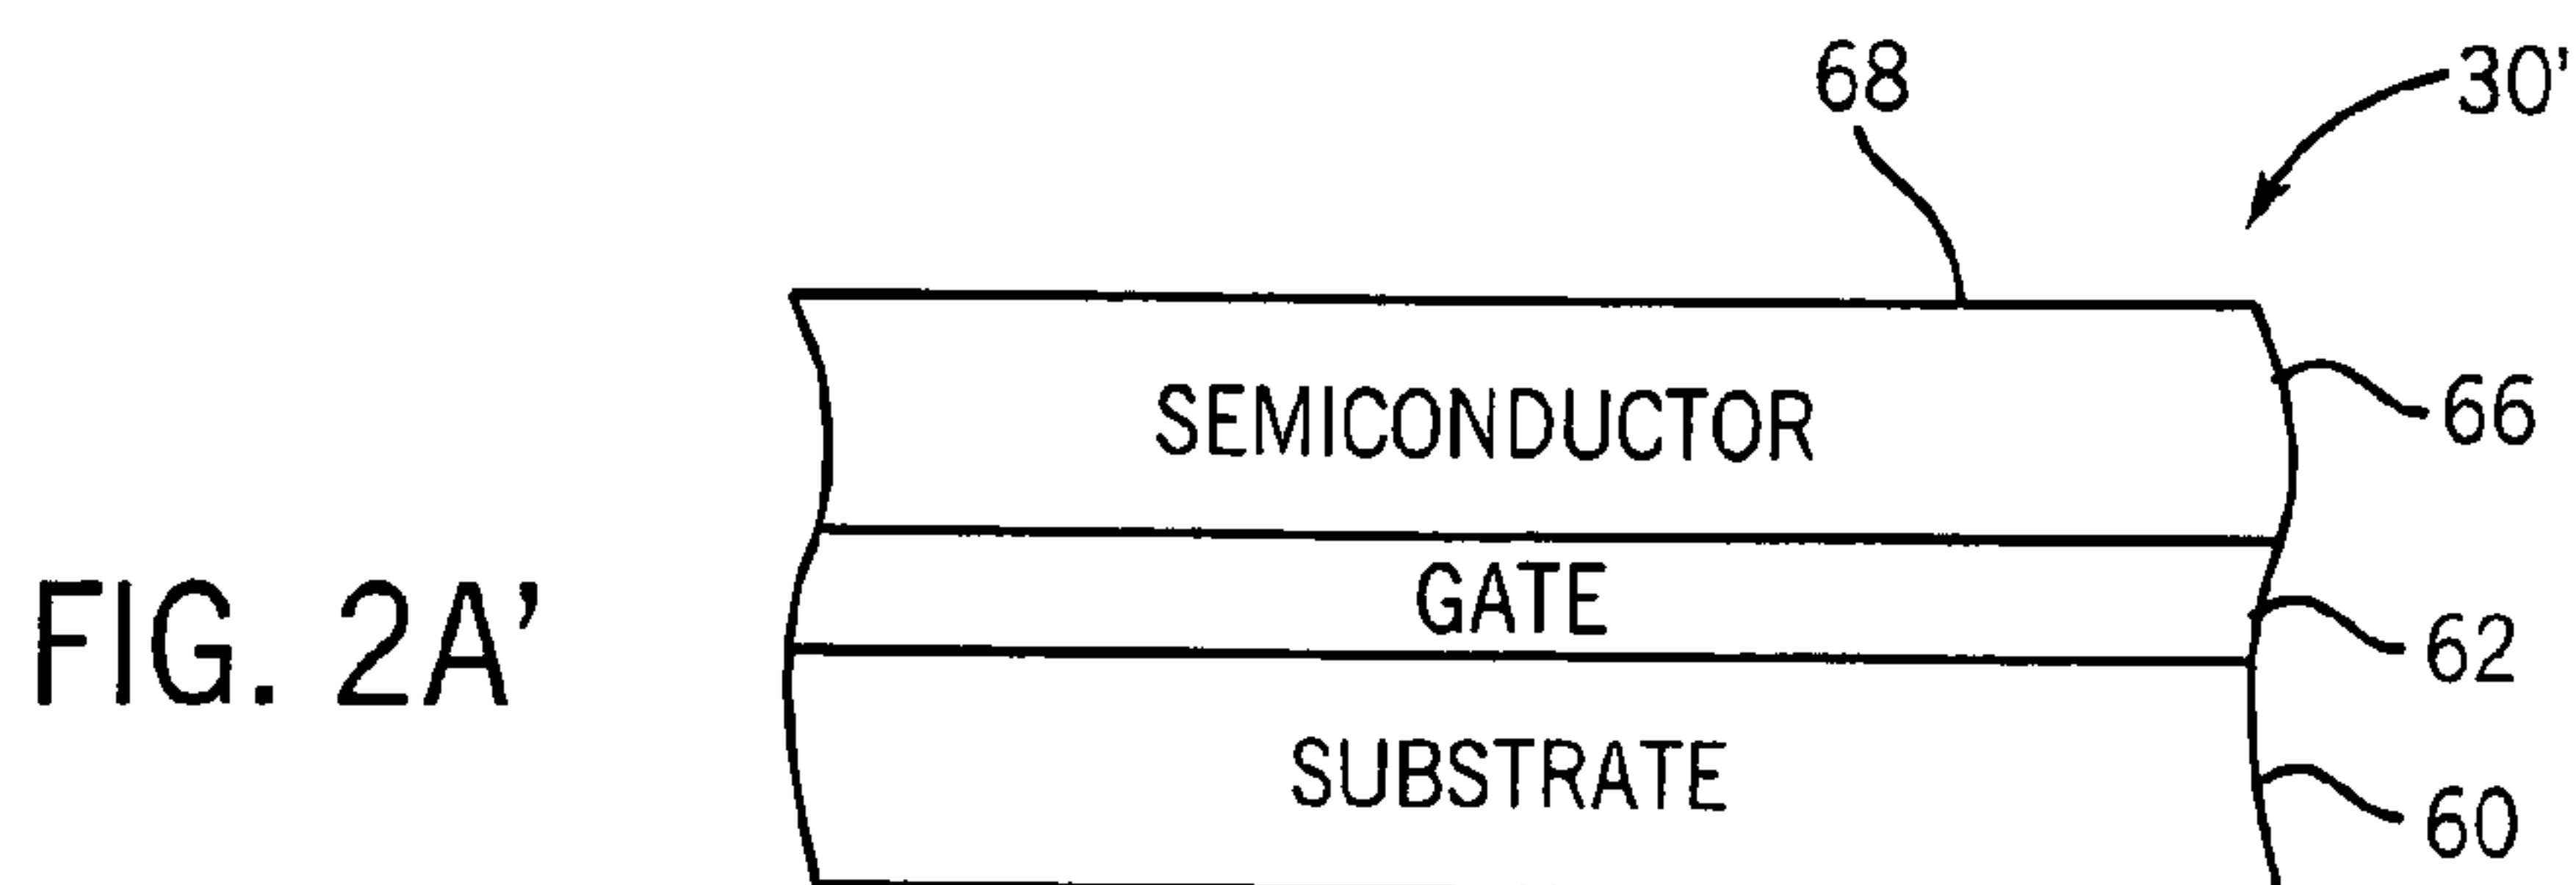 68
30'
SEMICONDUCTOR
66
GATE
62
FIG. 2A'
SUBSTRATE
60